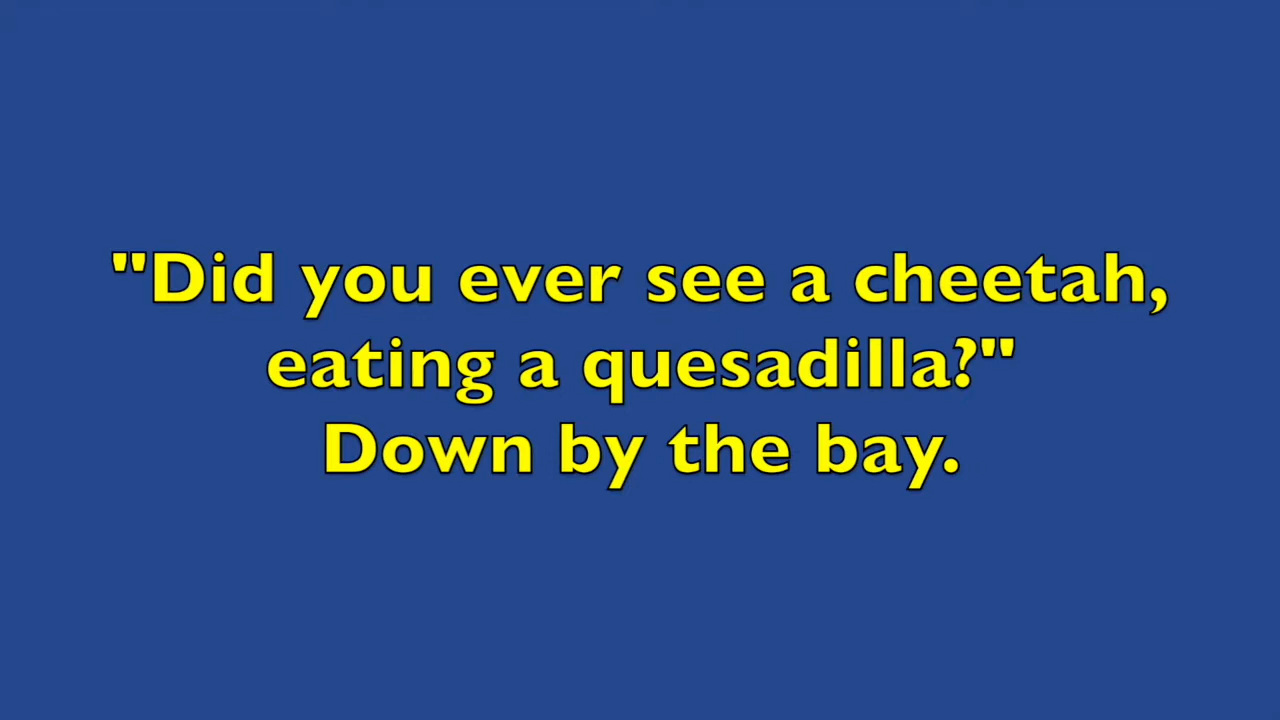 "Did you ever see a cheetah,
eating a quesadilla?"
Down by the bay.